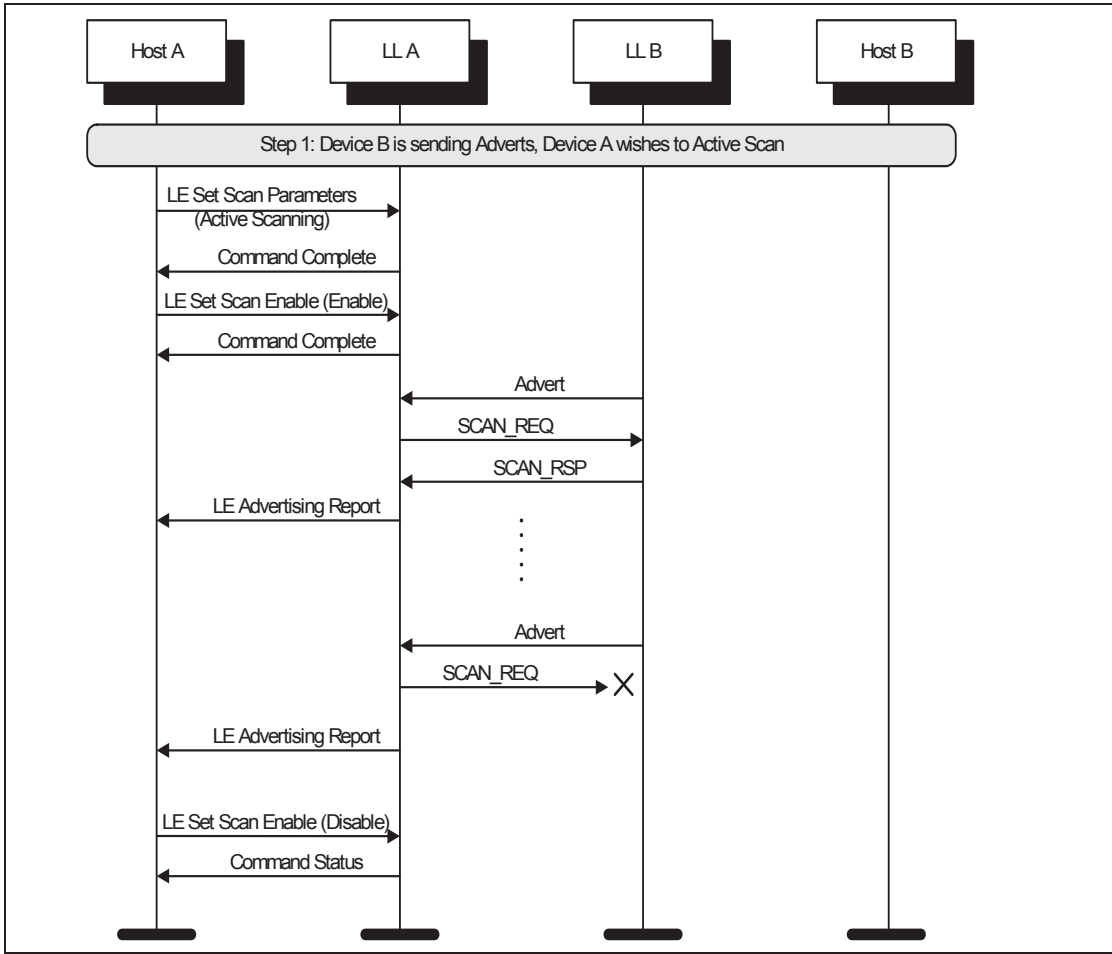 Host A
LL A
LL B
Host B
Step 1: Device B is sending Adverts, Device A wishes to Active Scan
LE Set Scan Parameters
(Active Scanning)
Command Complete
LE Set Scan Enable (Enable)
Command Complete
Advert
SCAN_REQ
SCAN_RSP
LE Advertising Report
Advert
SCAN_REQ
LE Advertising Report
LE Set Scan Enable (Disable)
Command Status